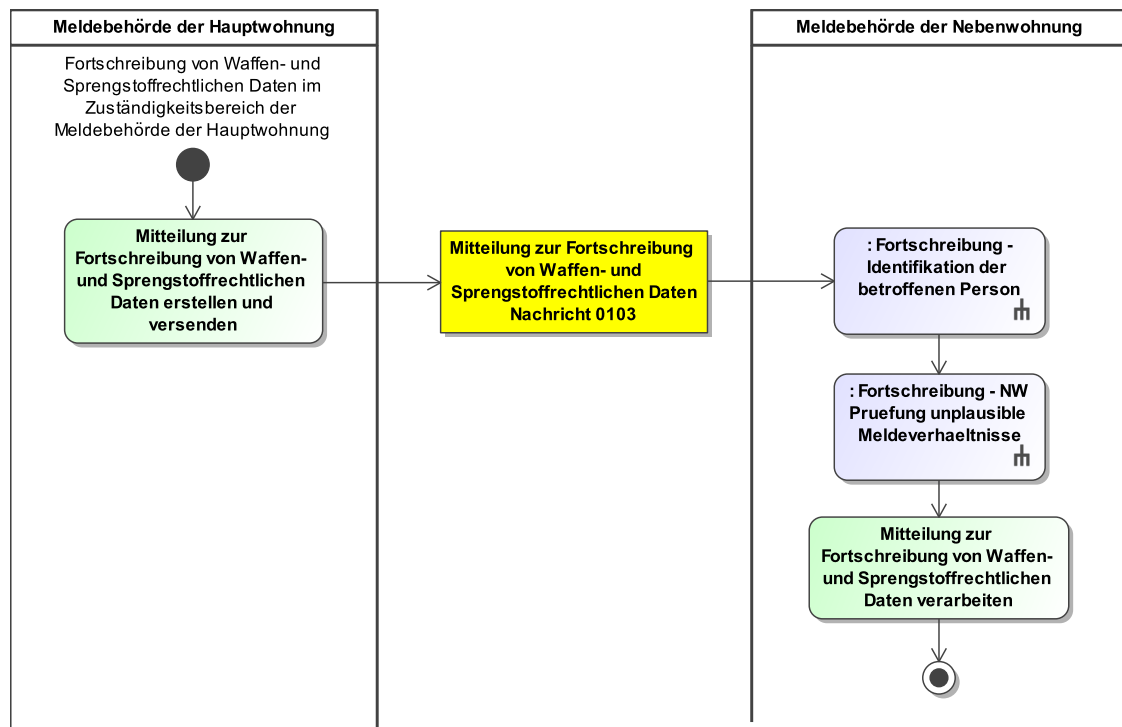 Meldebehörde der Hauptwohnung
Fortschreibung von Waffen- und
Sprengstoffrechtlichen Daten im
Zuständigkeitsbereich der
Meldebehörde der Hauptwohnung
Mitteilung zur
Fortschreibung von Waffen-
und Sprengstoffrechtlichen
Daten erstellen und
versenden
Mitteilung zur Fortschreibung
von Waffen- und
Sprengstoffrechtlichen Daten
Nachricht 0103
Meldebehörde der Nebenwohnung
: Fortschreibung -
Identifikation der
betroffenen Person
: Fortschreibung - NW
Pruefung unplausible
Meldeverhaeltnisse
Mitteilung zur
Fortschreibung von Waffen-
und Sprengstoffrechtlichen
Daten verarbeiten